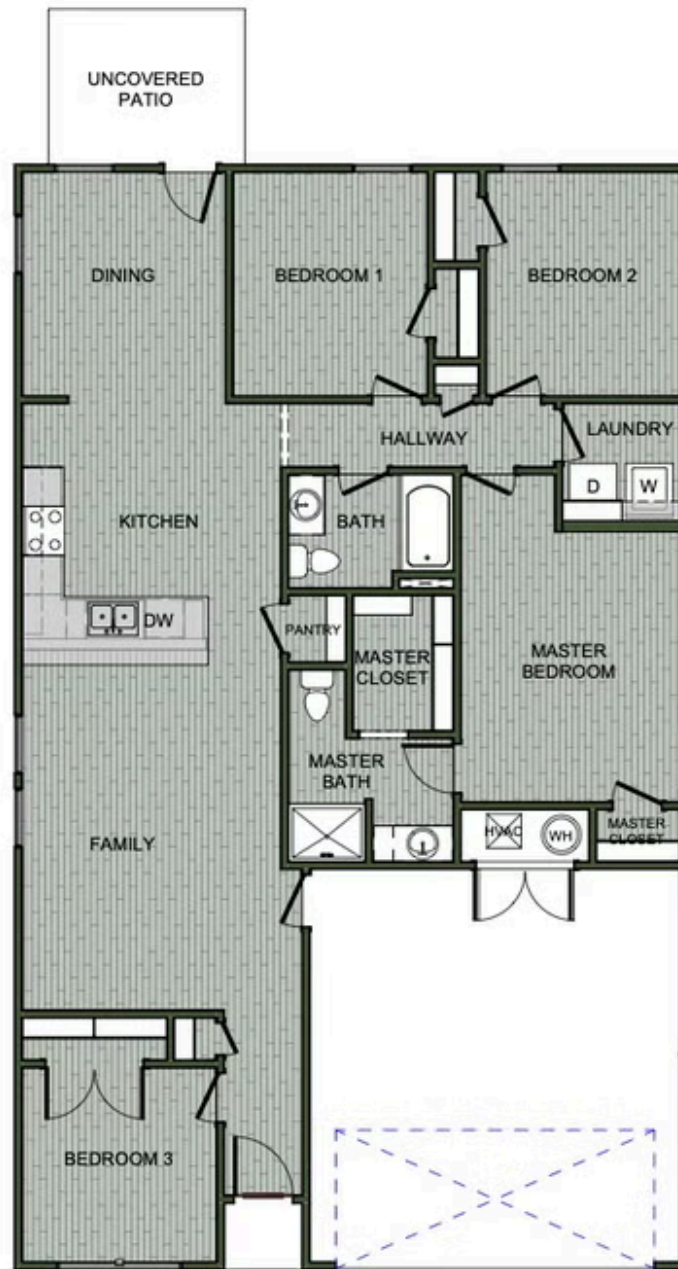 UNCOVERED
PATIO
DINING
BEDROOM 1
BEDROOM 2
HALLWAY
LAUNDRY
D
W
KITCHEN
BATH
DW
PANTRY
MASTER
CLOSET
MASTER
BEDROOM
MASTER
BATH
FAMILY
HVAC
WH
MASTER
CLOSET
BEDROOM 3